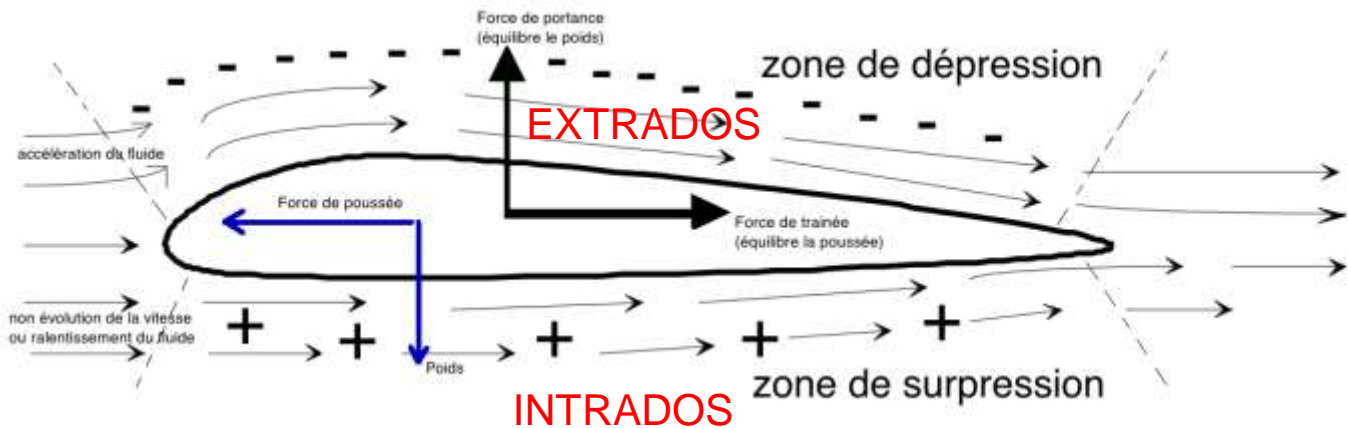 Force de portance
(équilibre le poids)
zone de dépression
EXTRADOS
accélération du fluide
Force de poussée
Force de trainée
(équilibre la poussée)
non évolution de la vitesse
ou ralentissement du fluide
Poids
zone de surpression
INTRADOS